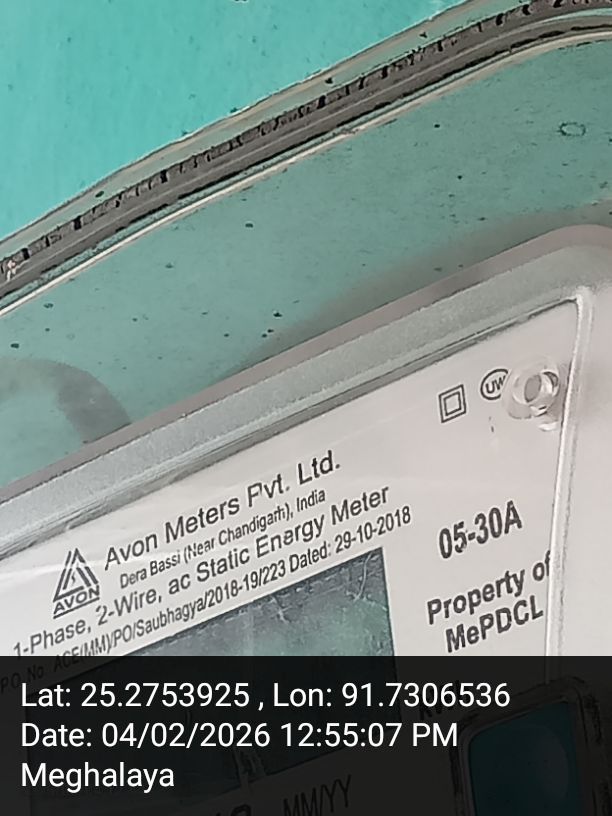 UW
Avon Meters Pvt. Ltd.
Dera Bassi (Near Chandigarh), India
AVON
1-Phase, 2-Wire, ac Static Energy Meter
P.O. No. ACE(MM)/PO/Saubhagya/2018-19/223 Dated: 29-10-2018
05-30A
Property of
MePDCL
Lat: 25.2753925 , Lon: 91.7306536
Date: 04/02/2026 12:55:07 PM
Meghalaya
MM/YY